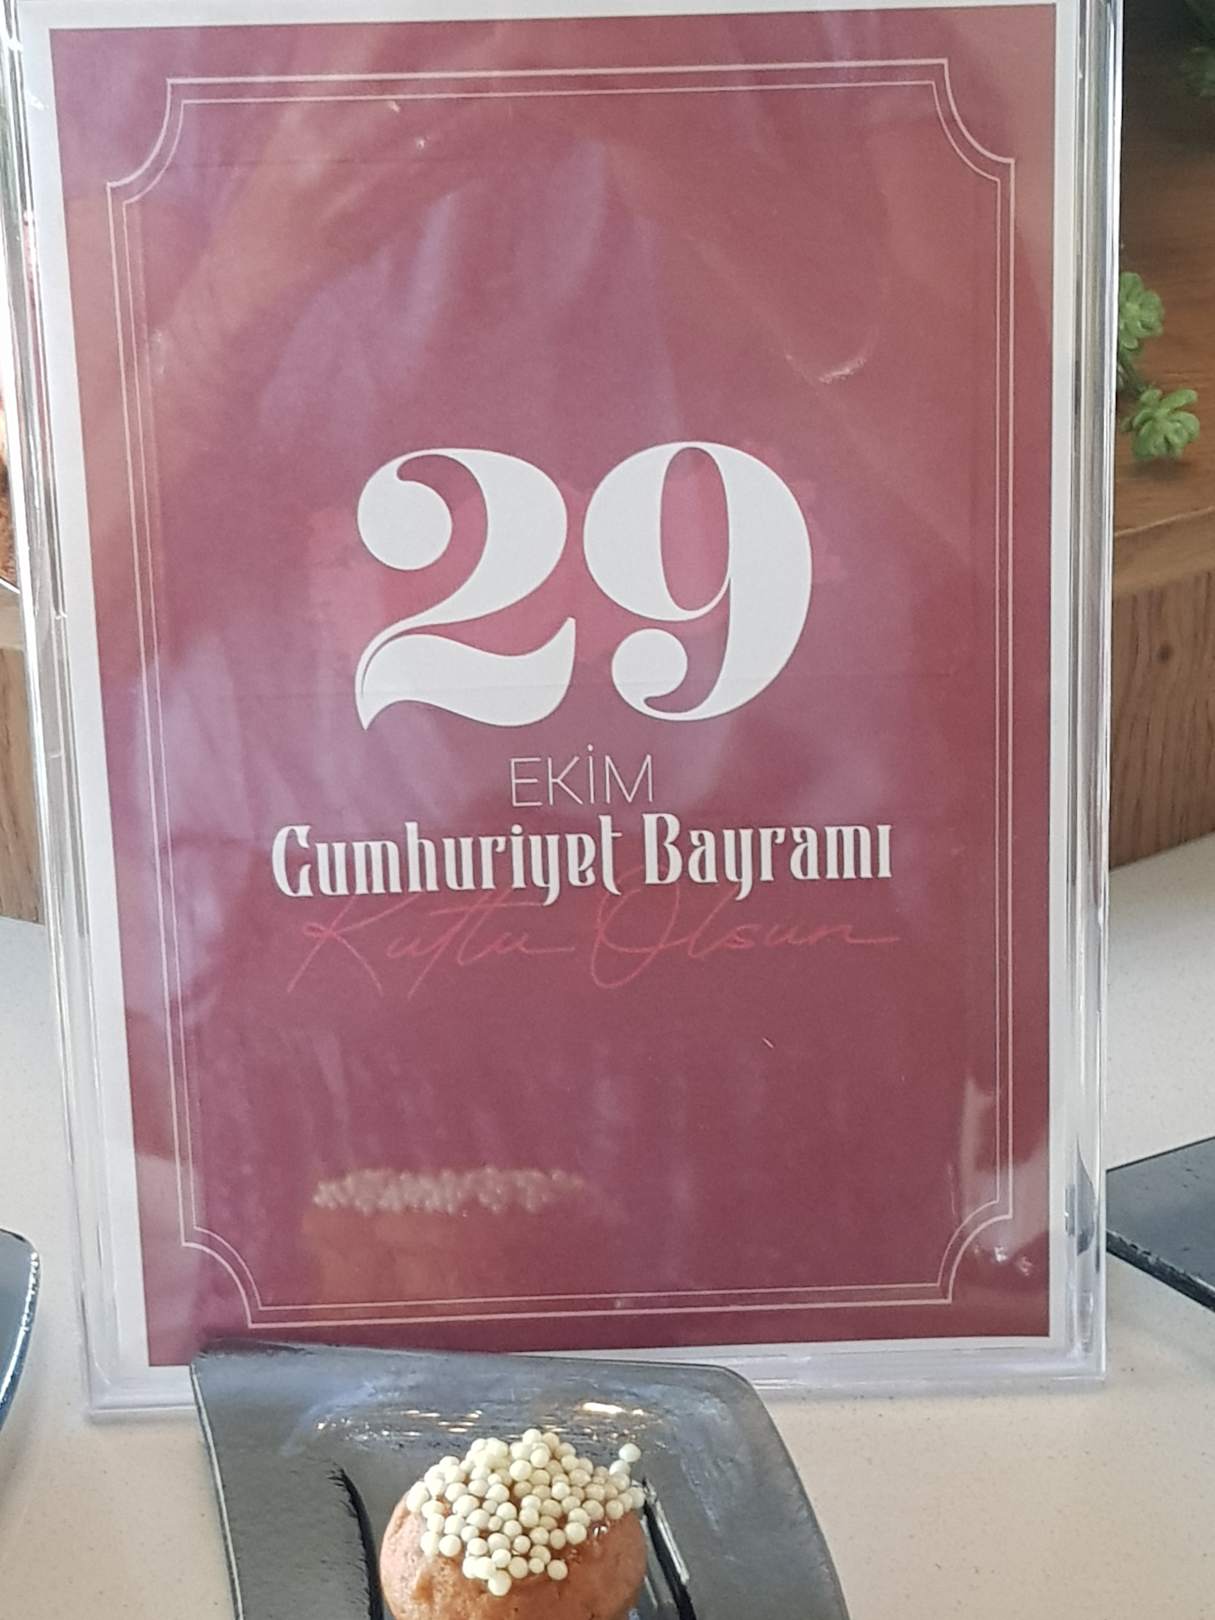 29
EKİM
Cumhuriyet Bayramı
Kutlu Olsun